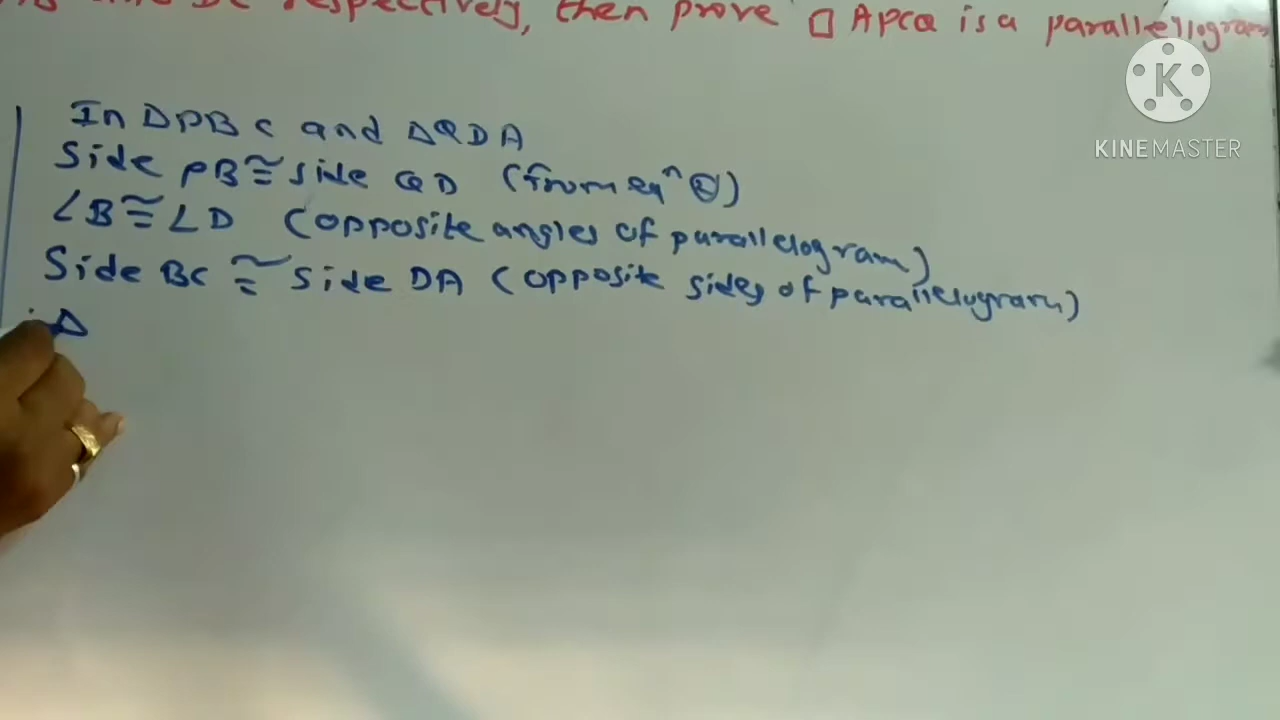 respectively, then prove □ APCQ is a parallellogram
K
KINEMASTER
In ΔPBC and ΔQDA
Side PB ≅ side QD (from eqⁿ ②)
∠B ≅ ∠D (opposite angles of parallelogram)
Side BC ≅ side DA (opposite sides of parallelogram)
Δ